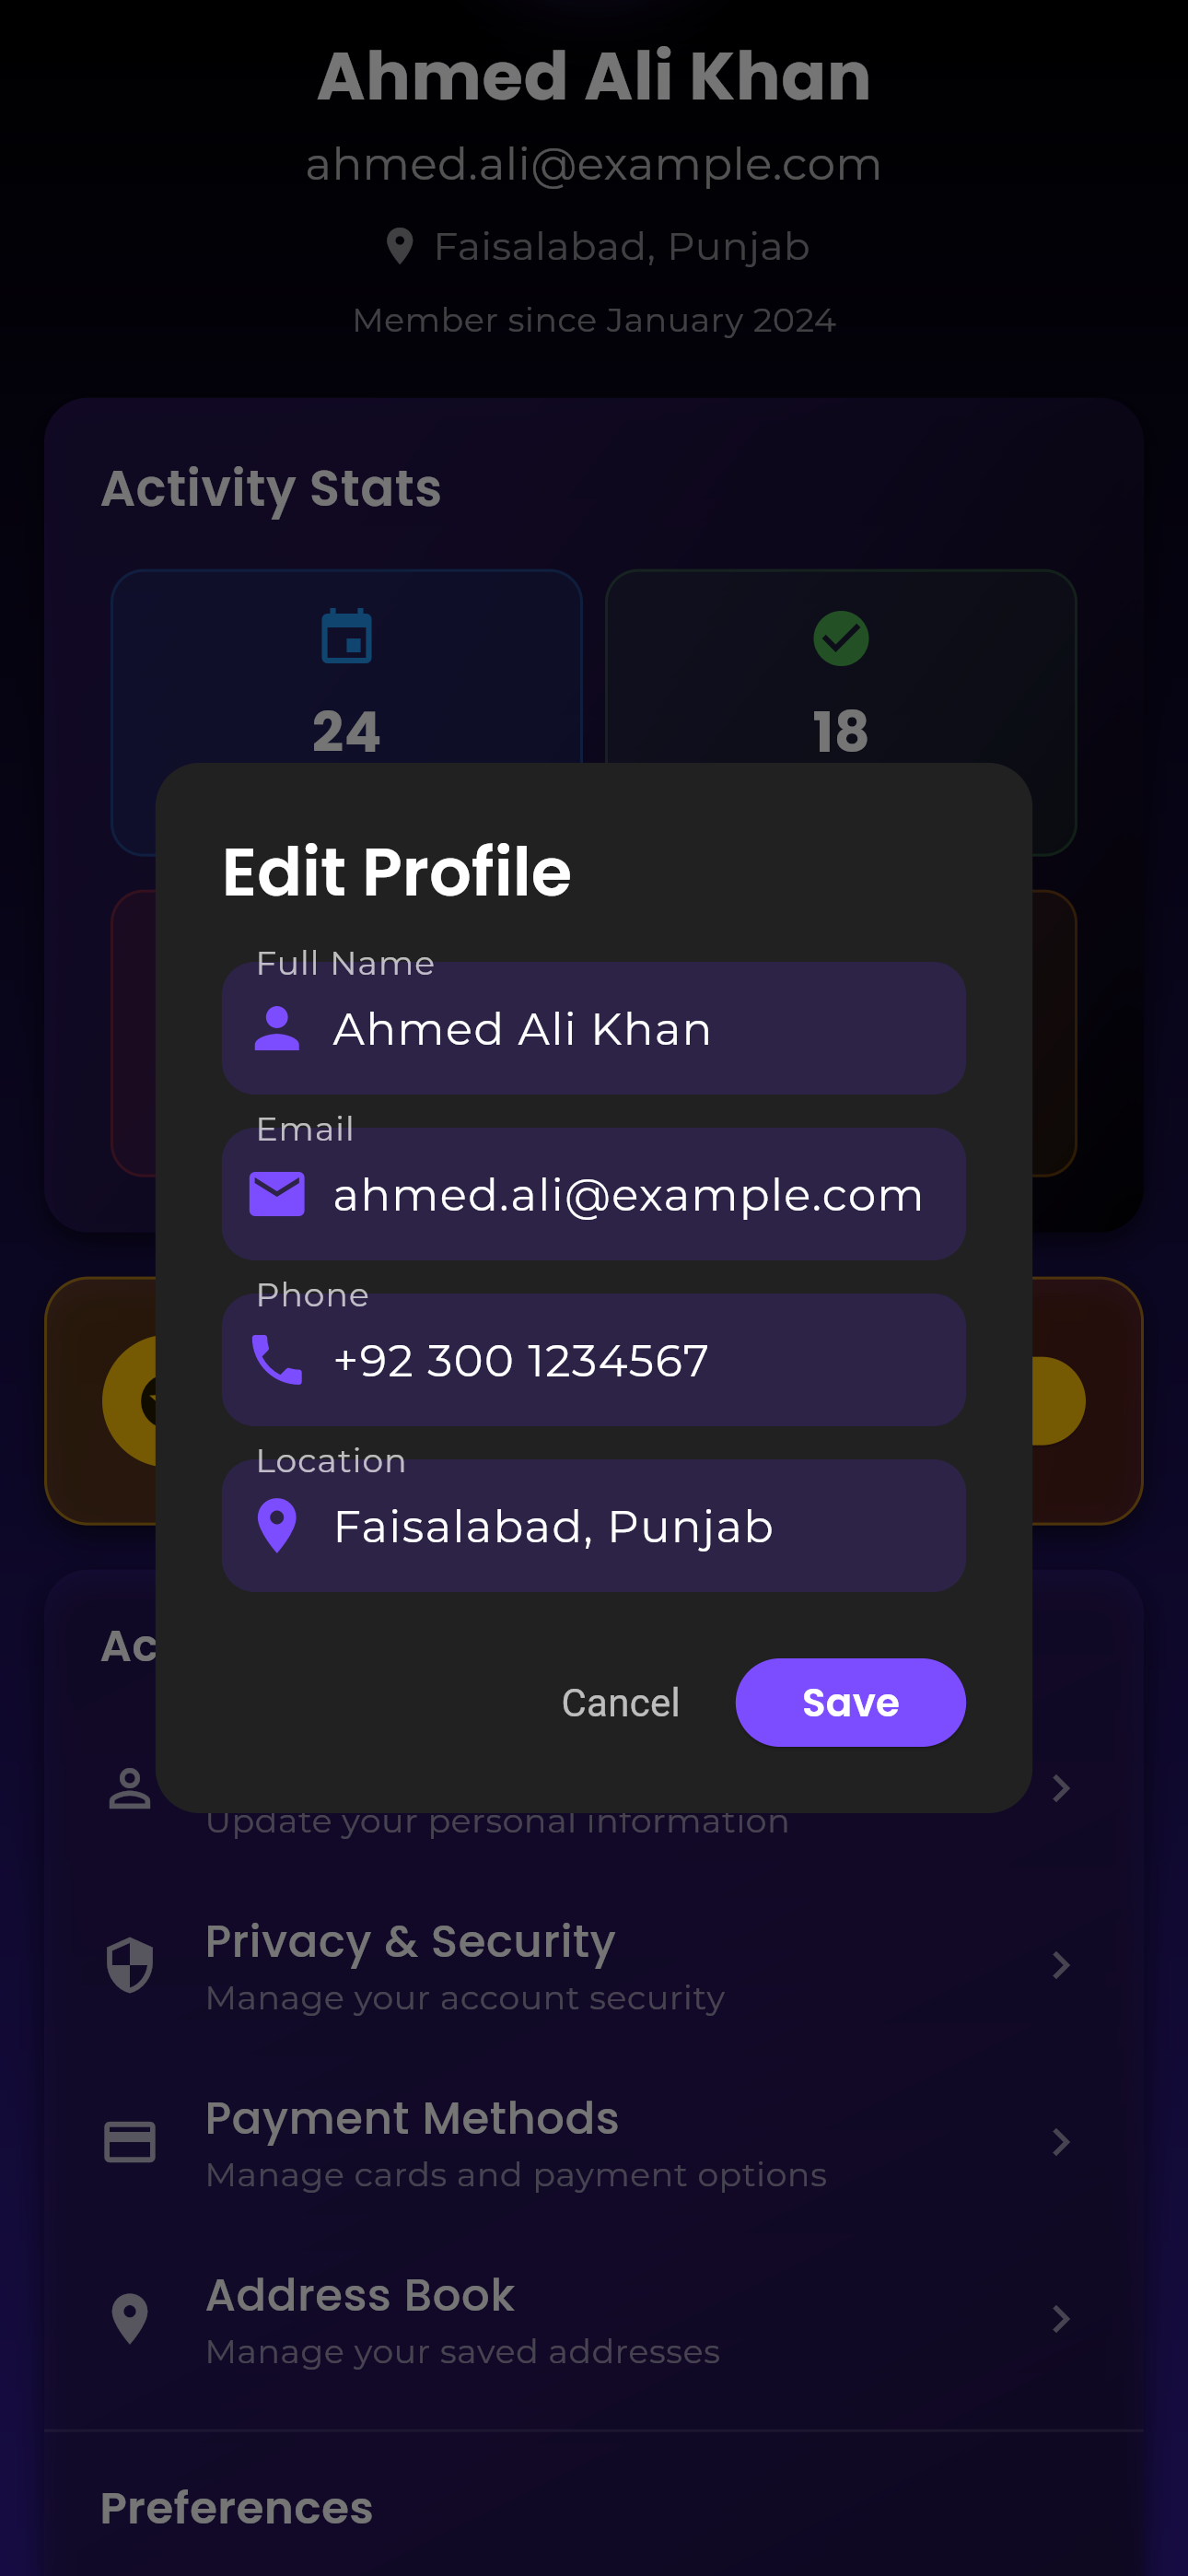 Ahmed Ali Khan
ahmed.ali@example.com
Faisalabad, Punjab
Member since January 2024
Activity Stats
24
18
Edit Profile
Full Name
Ahmed Ali Khan
Email
ahmed.ali@example.com
Phone
+92 300 1234567
Location
Faisalabad, Punjab
Cancel
Save
Update your personal information
Privacy & Security
Manage your account security
Payment Methods
Manage cards and payment options
Address Book
Manage your saved addresses
Preferences